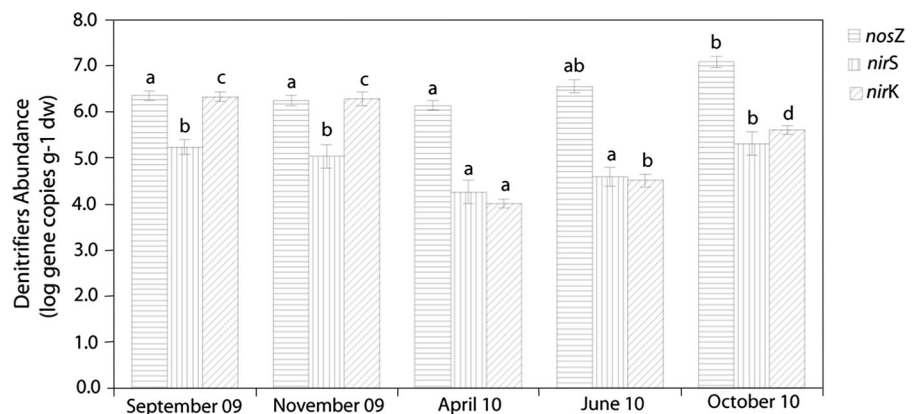 Denitrifiers Abundance
(log gene copies g-1 dw)
8.0
7.0
6.0
5.0
4.0
3.0
2.0
1.0
0.0
a
b
c
a
b
c
a
a
a
ab
a
b
b
b
d
September 09
November 09
April 10
June 10
October 10
nosZ
nirS
nirK